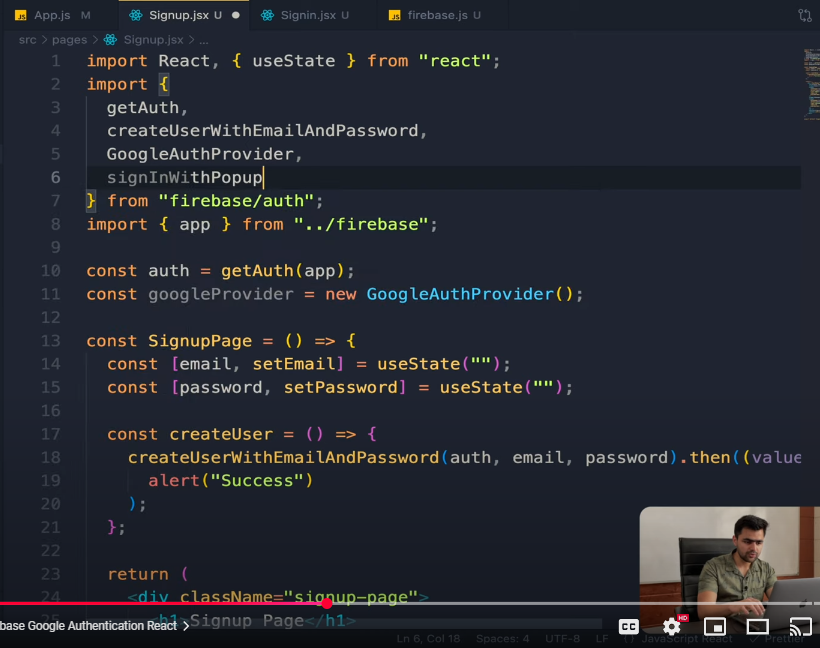 App.js M
Signup.jsx U
Signin.jsx U
firebase.js U
src > pages > Signup.jsx > ...
1 import React, { useState } from "react";
2 import {
3 getAuth,
4 createUserWithEmailAndPassword,
5 GoogleAuthProvider,
6 signInWithPopup
7 } from "firebase/auth";
8 import { app } from "../firebase";
9
10 const auth = getAuth(app);
11 const googleProvider = new GoogleAuthProvider();
12
13 const SignupPage = () => {
14 const [email, setEmail] = useState("");
15 const [password, setPassword] = useState("");
16
17 const createUser = () => {
18 createUserWithEmailAndPassword(auth, email, password).then((value
19 alert("Success")
20 );
21 };
22
23 return (
24 <div className="signup-page">
25 <h1>Signup Page</h1>
base Google Authentication React >
CC
HD
Ln 6, Col 18 Spaces: 4 UTF-8 LF {} JavaScript React Prettier